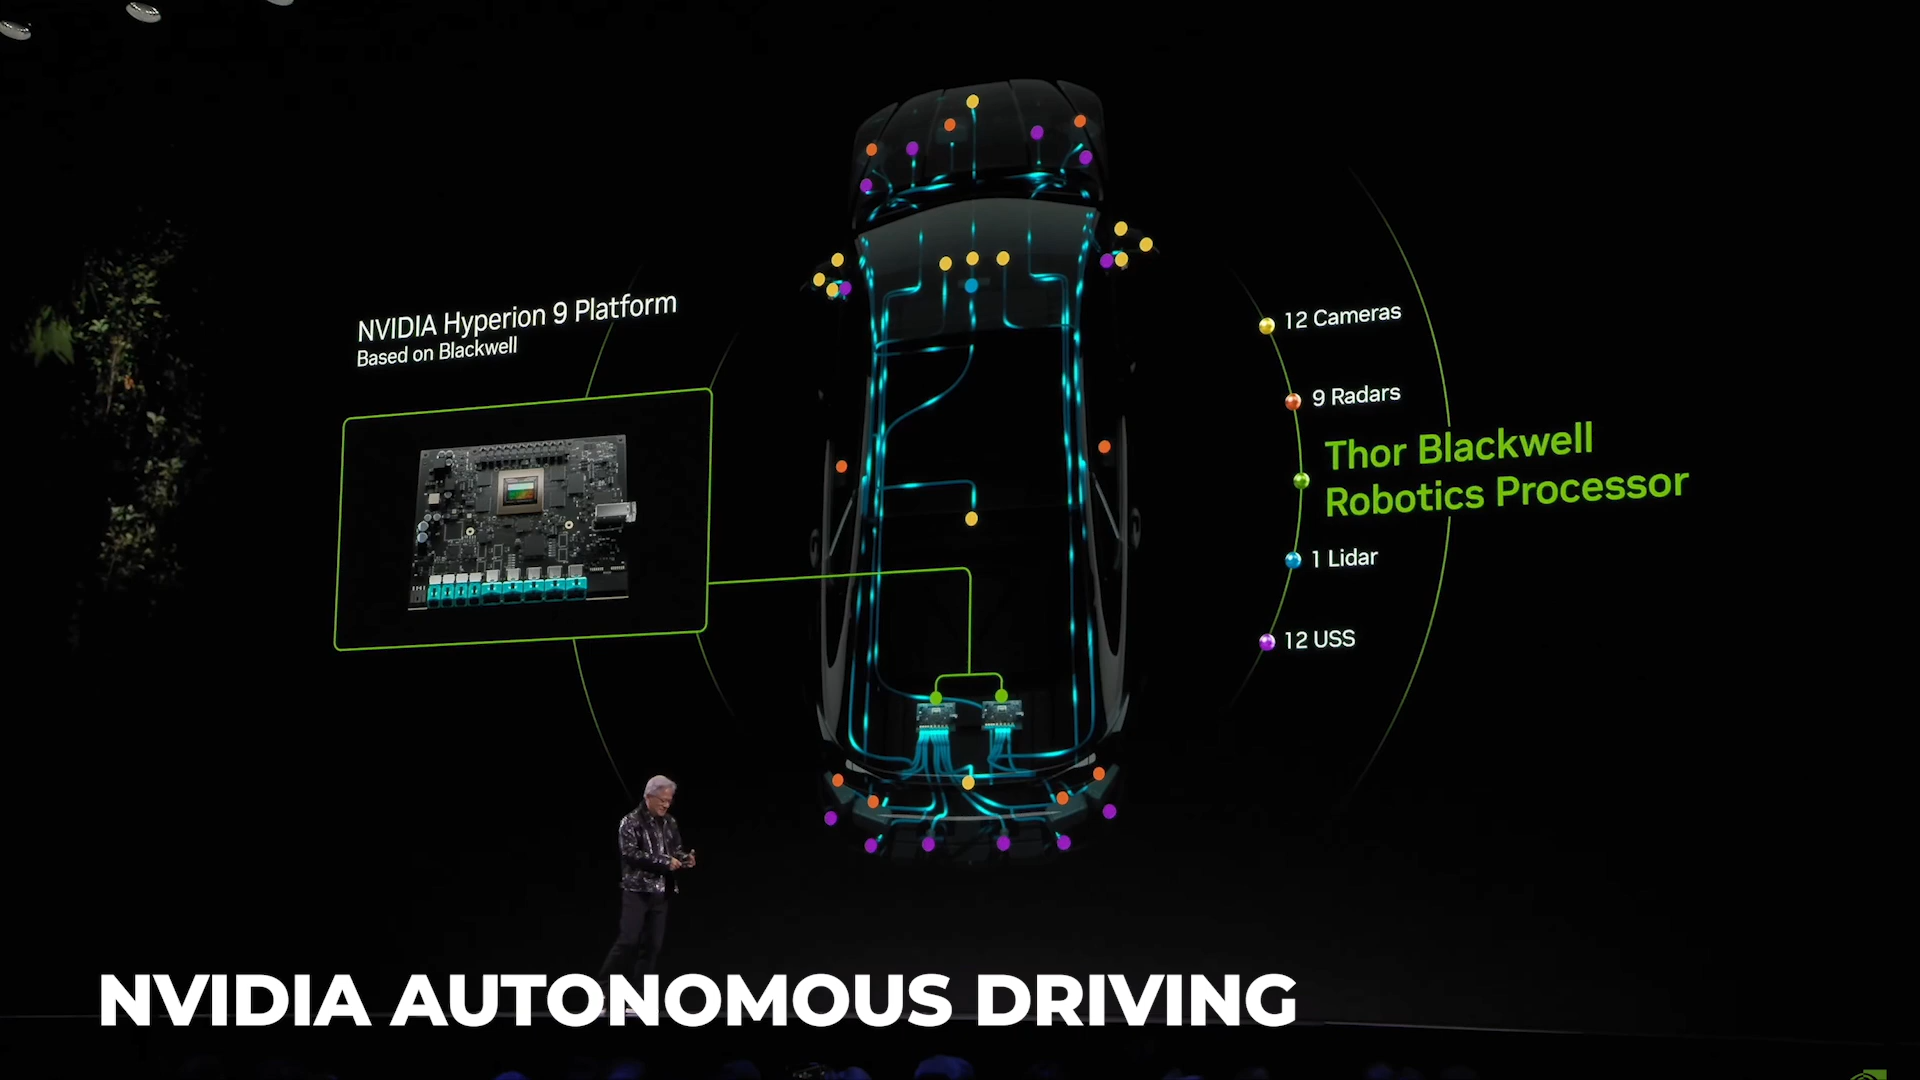 NVIDIA Hyperion 9 Platform
Based on Blackwell
12 Cameras
9 Radars
Thor Blackwell
Robotics Processor
1 Lidar
12 USS
NVIDIA AUTONOMOUS DRIVING